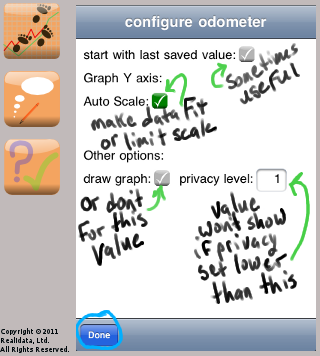 configure odometer
start with last saved value:
sometimes
useful
Graph Y axis:
Auto Scale:
make data fit
or limit scale
Other options:
draw graph:
privacy level: 1
or don't
for this
value
value
wont show
if privacy
set lower
than this
Done
Copyright © 2011
Realidata, Ltd.
All Rights Reserved.